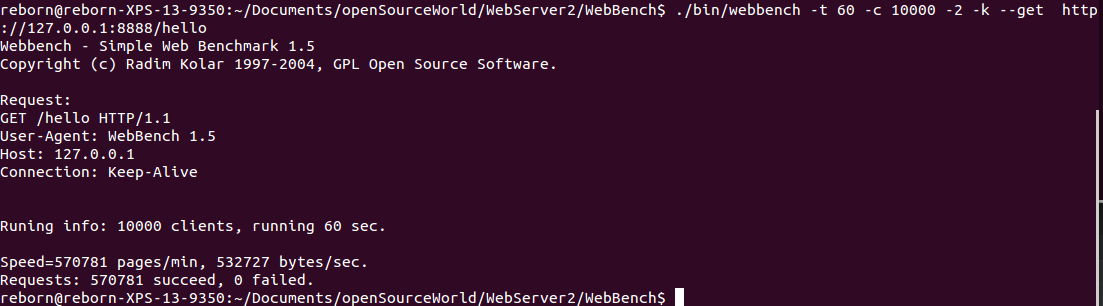 reborn@reborn-XPS-13-9350:~/Documents/openSourceWorld/WebServer2/WebBench$ ./bin/webbench -t 60 -c 10000 -2 -k --get  http
://127.0.0.1:8888/hello
Webbench - Simple Web Benchmark 1.5
Copyright (c) Radim Kolar 1997-2004, GPL Open Source Software.

Request:
GET /hello HTTP/1.1
User-Agent: WebBench 1.5
Host: 127.0.0.1
Connection: Keep-Alive


Runing info: 10000 clients, running 60 sec.

Speed=570781 pages/min, 532727 bytes/sec.
Requests: 570781 succeed, 0 failed.
reborn@reborn-XPS-13-9350:~/Documents/openSourceWorld/WebServer2/WebBench$